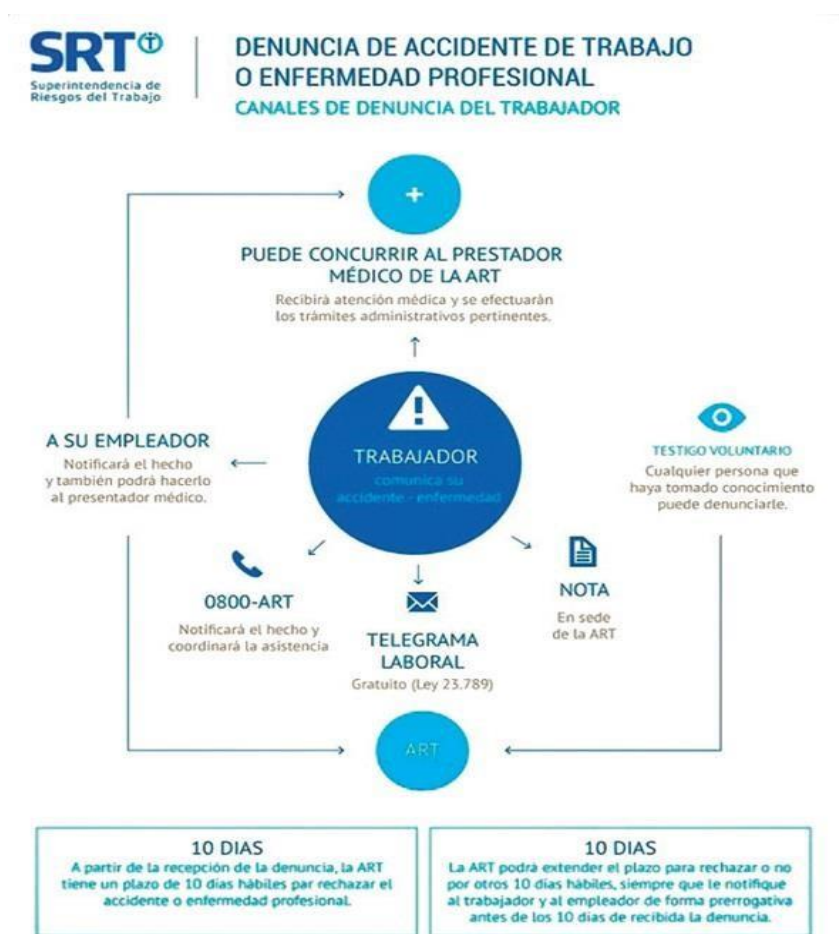 SRT
Superintendencia de
Riesgos del Trabajo
DENUNCIA DE ACCIDENTE DE TRABAJO
O ENFERMEDAD PROFESIONAL
CANALES DE DENUNCIA DEL TRABAJADOR
+
PUEDE CONCURRIR AL PRESTADOR
MÉDICO DE LA ART
Recibirá atención médica y se efectuarán
los trámites administrativos pertinentes.
A SU EMPLEADOR
Notificará el hecho
y también podrá hacerlo
al presentador médico.
TRABAJADOR
comunica su
accidente - enfermedad
TESTIGO VOLUNTARIO
Cualquier persona que
haya tomado conocimiento
puede denunciarle.
0800-ART
Notificará el hecho y
coordinará la asistencia
TELEGRAMA
LABORAL
Gratuito (Ley 23.789)
NOTA
En sede
de la ART
ART
10 DIAS
A partir de la recepción de la denuncia, la ART
tiene un plazo de 10 días hábiles par rechazar el
accidente o enfermedad profesional.
10 DIAS
La ART podrá extender el plazo para rechazar o no
por otros 10 días hábiles, siempre que le notifique
al trabajador y al empleador de forma prerrogativa
antes de los 10 días de recibida la denuncia.